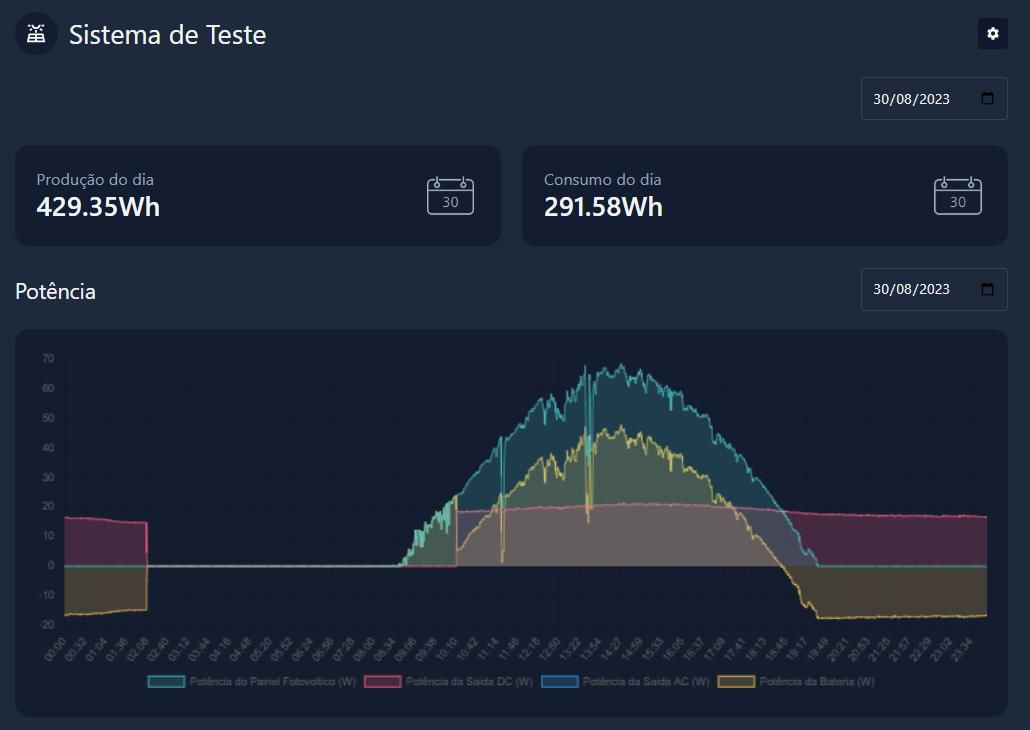 Sistema de Teste
30/08/2023
Produção do dia
429.35Wh
30
Consumo do dia
291.58Wh
30
Potência
30/08/2023
70
60
50
40
30
20
10
0
-10
-20
00:00 00:32 01:04 01:36 02:08 02:40 03:12 03:44 04:16 04:48 05:20 05:52 06:24 06:56 07:28 08:00 08:34 09:06 09:38 10:10 10:42 11:14 11:46 12:18 12:50 13:22 13:54 14:27 14:59 15:33 16:05 16:37 17:09 17:41 18:13 18:45 19:17 19:49 20:21 20:53 21:25 21:57 22:29 23:02 23:34
Potência do Painel Fotovoltico (W) Potência da Saida DC (W) Potência da Saida AC (W) Potência da Bateria (W)